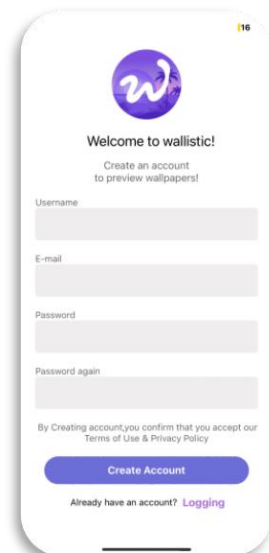 16
w
Welcome to wallistic!
Create an account
to preview wallpapers!
Username
E-mail
Password
Password again
By Creating account,you confirm that you accept our
Terms of Use & Privacy Policy
Create Account
Already have an account? Logging